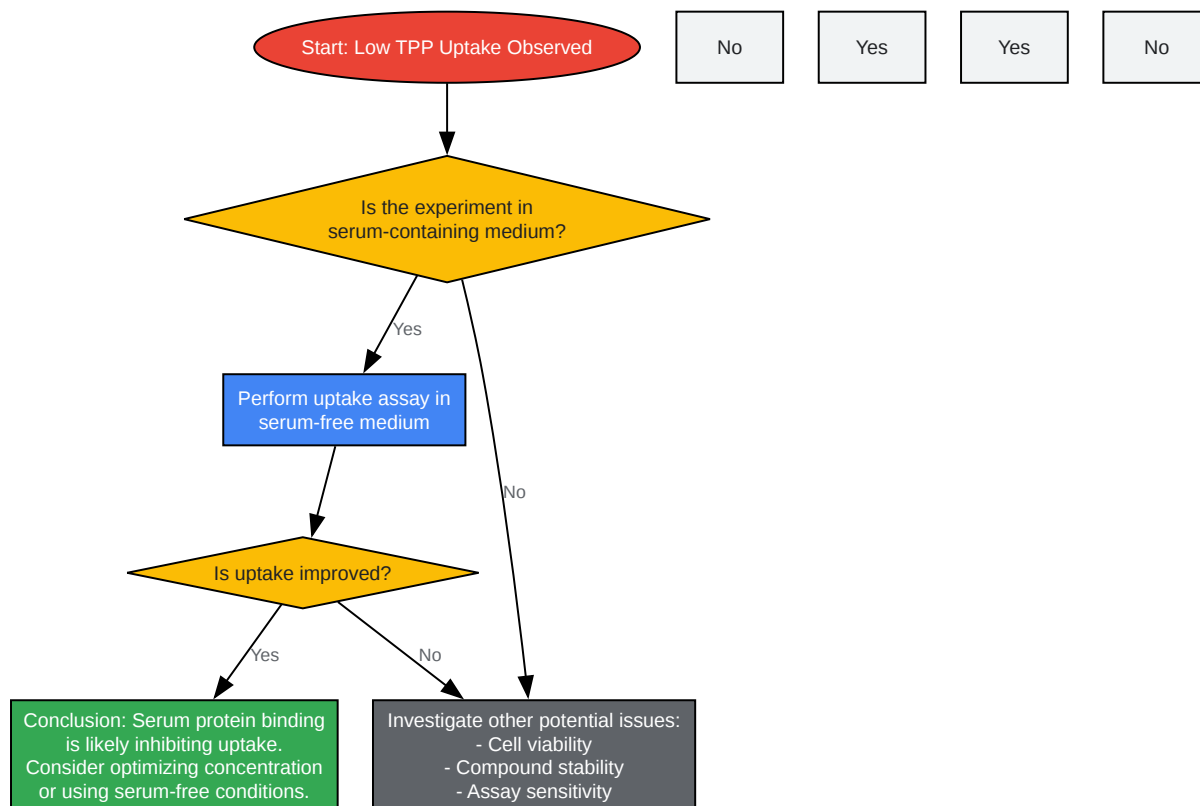 Start: Low TPP Uptake Observed
No
Yes
Yes
No
Is the experiment in
serum-containing medium?
Yes
Perform uptake assay in
serum-free medium
No
Is uptake improved?
Yes
No
Conclusion: Serum protein binding
is likely inhibiting uptake.
Consider optimizing concentration
or using serum-free conditions.
Investigate other potential issues:
- Cell viability
- Compound stability
- Assay sensitivity